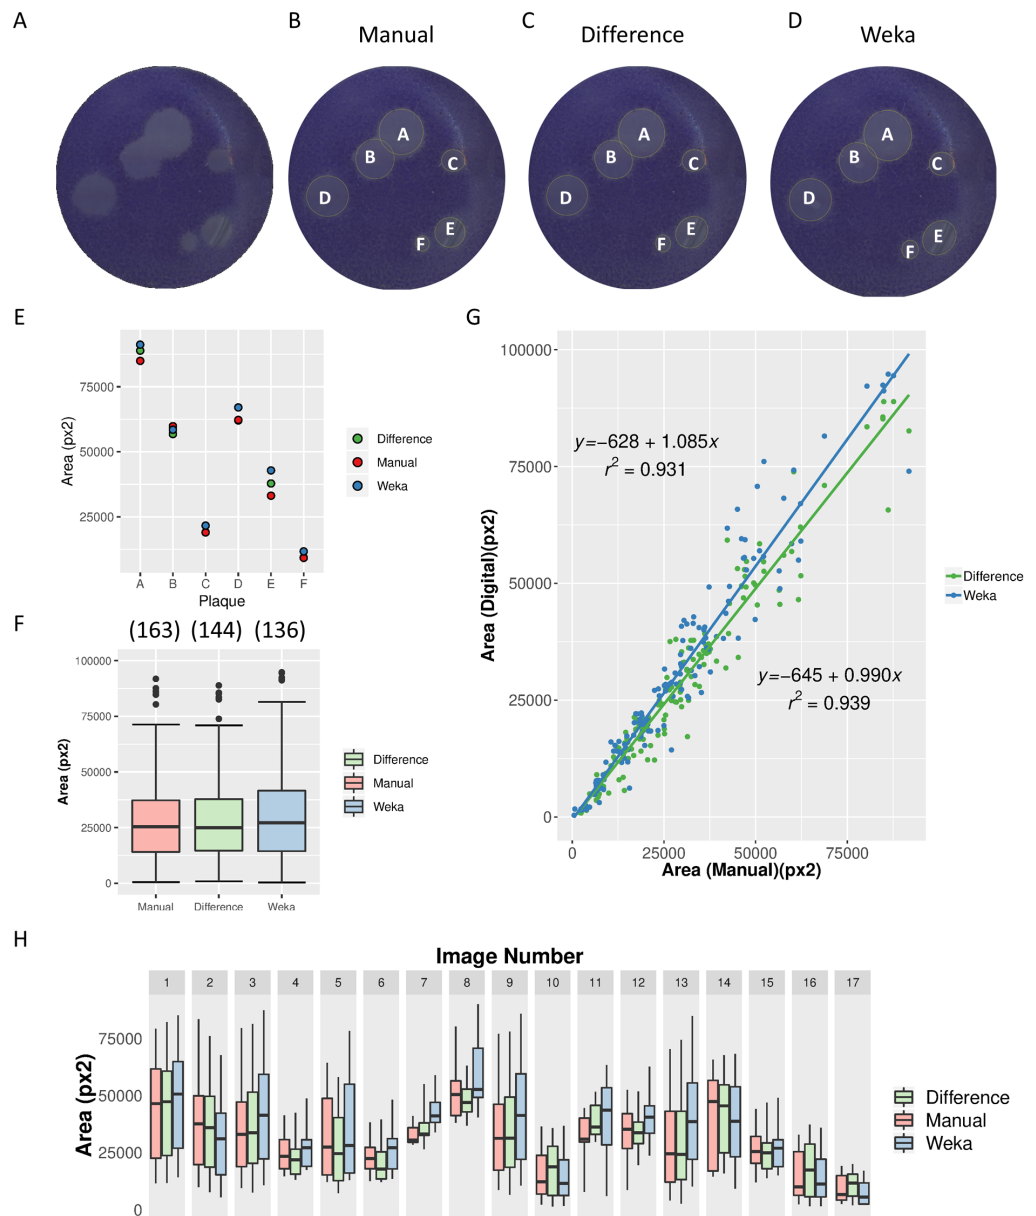 A
B
C
D
Manual
Difference
Weka
A
B
C
D
E
F
A
B
C
D
E
F
A
B
C
D
E
F
E
75000
50000
25000
Area (px2)
A B C D E F
Plaque
Difference
Manual
Weka
F
(163) (144) (136)
100000
75000
50000
25000
0
Area (px2)
Manual Difference Weka
Difference
Manual
Weka
G
100000
75000
50000
25000
0
Area (Digital)(px2)
y=−628 + 1.085x
r² = 0.931
y=−645 + 0.990x
r² = 0.939
0 25000 50000 75000
Area (Manual)(px2)
Difference
Weka
H
Image Number
1 2 3 4 5 6 7 8 9 10 11 12 13 14 15 16 17
75000
50000
25000
0
Area (px2)
Difference
Manual
Weka